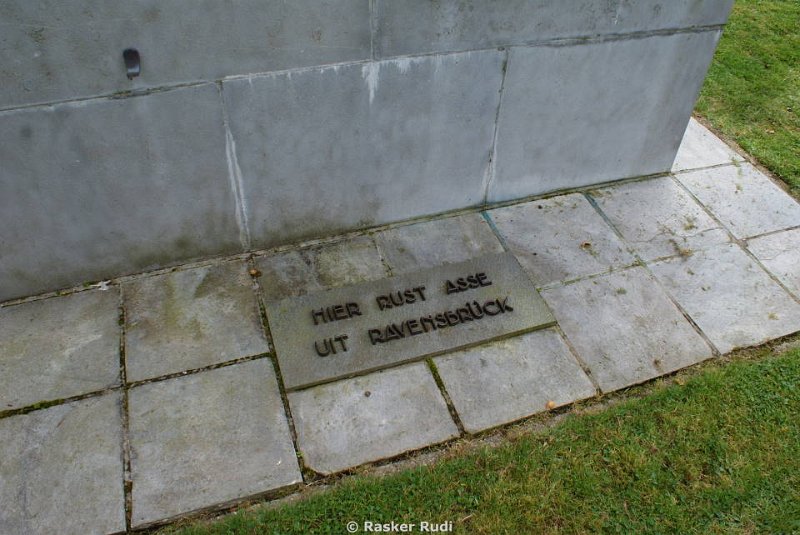 HIER RUST ASSE
UIT RAVENSBRÜCK
© Rasker Rudi